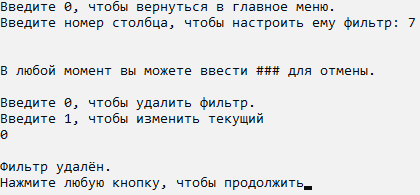 Введите 0, чтобы вернуться в главное меню.
Введите номер столбца, чтобы настроить ему фильтр: 7
В любой момент вы можете ввести ### для отмены.
Введите 0, чтобы удалить фильтр.
Введите 1, чтобы изменить текущий
0
Фильтр удалён.
Нажмите любую кнопку, чтобы продолжить